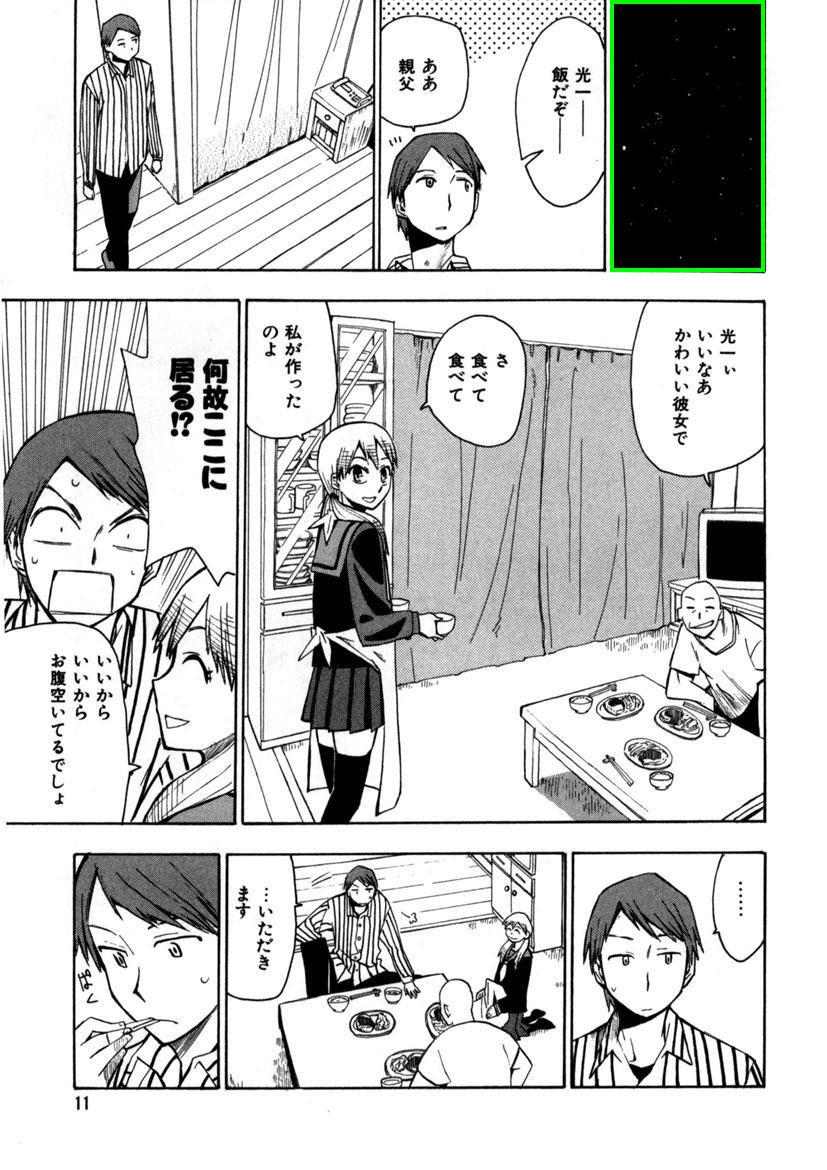 光一──
飯だぞ──
ああ
親父
光一ぃ
いいなあ
かわいい彼女で
さ
食べて
食べて
私が作った
のよ
何故ここに
居る!?
いいから
いいから
お腹空いてるでしょ
……
…いただき
ます
ぱく
11